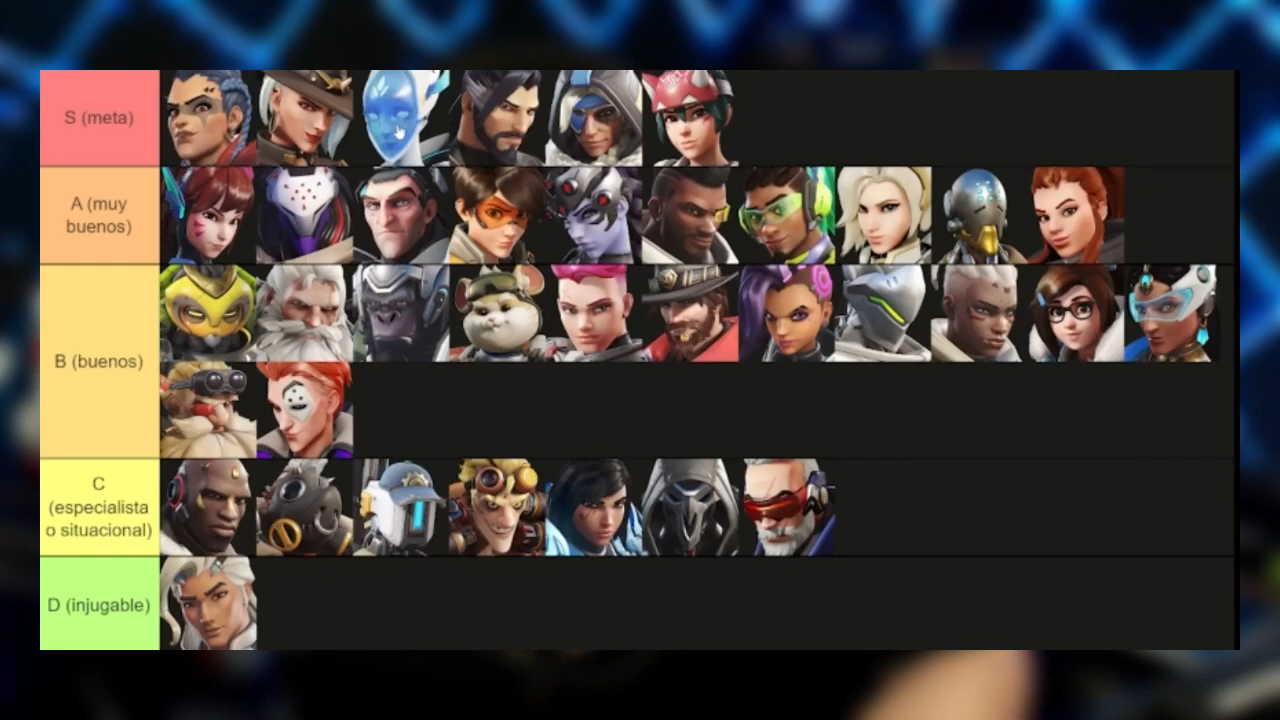 S (meta)
A (muy
buenos)
B (buenos)
C
(especialista
o situacional)
D (injugable)